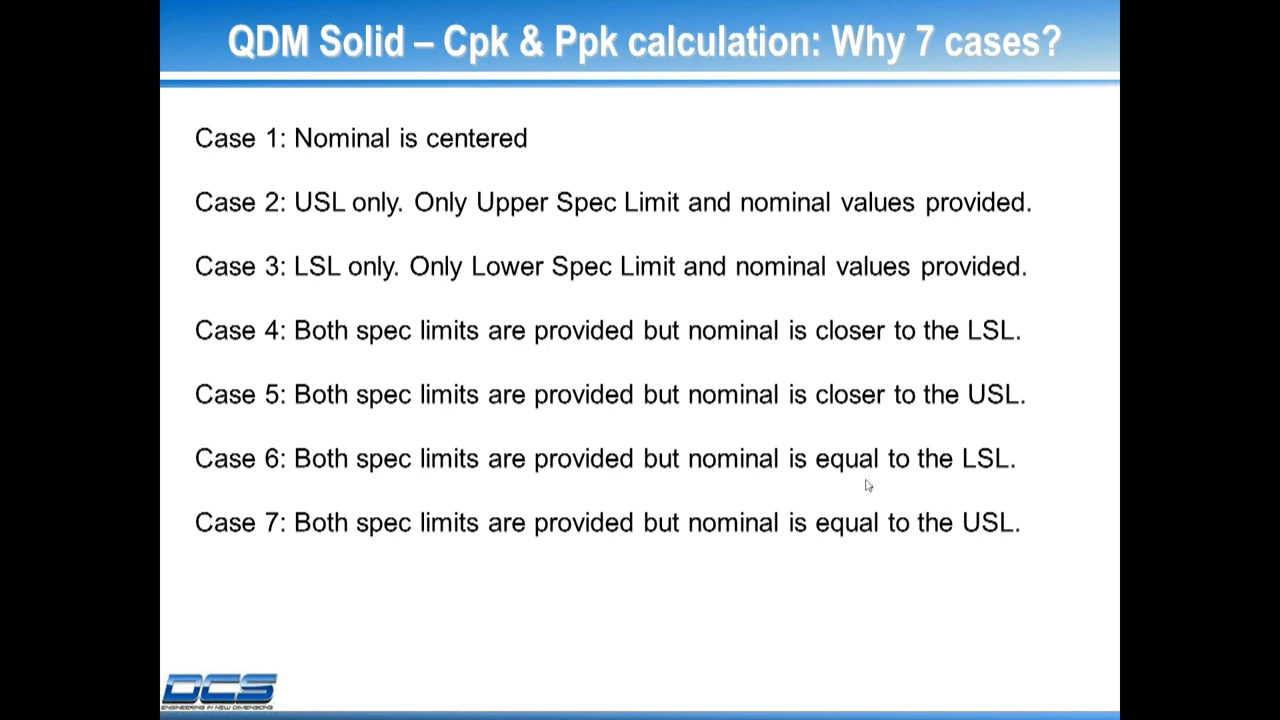 QDM Solid – Cpk & Ppk calculation: Why 7 cases?
Case 1: Nominal is centered
Case 2: USL only. Only Upper Spec Limit and nominal values provided.
Case 3: LSL only. Only Lower Spec Limit and nominal values provided.
Case 4: Both spec limits are provided but nominal is closer to the LSL.
Case 5: Both spec limits are provided but nominal is closer to the USL.
Case 6: Both spec limits are provided but nominal is equal to the LSL.
Case 7: Both spec limits are provided but nominal is equal to the USL.
DCS
ENGINEERING IN NEW DIMENSIONS